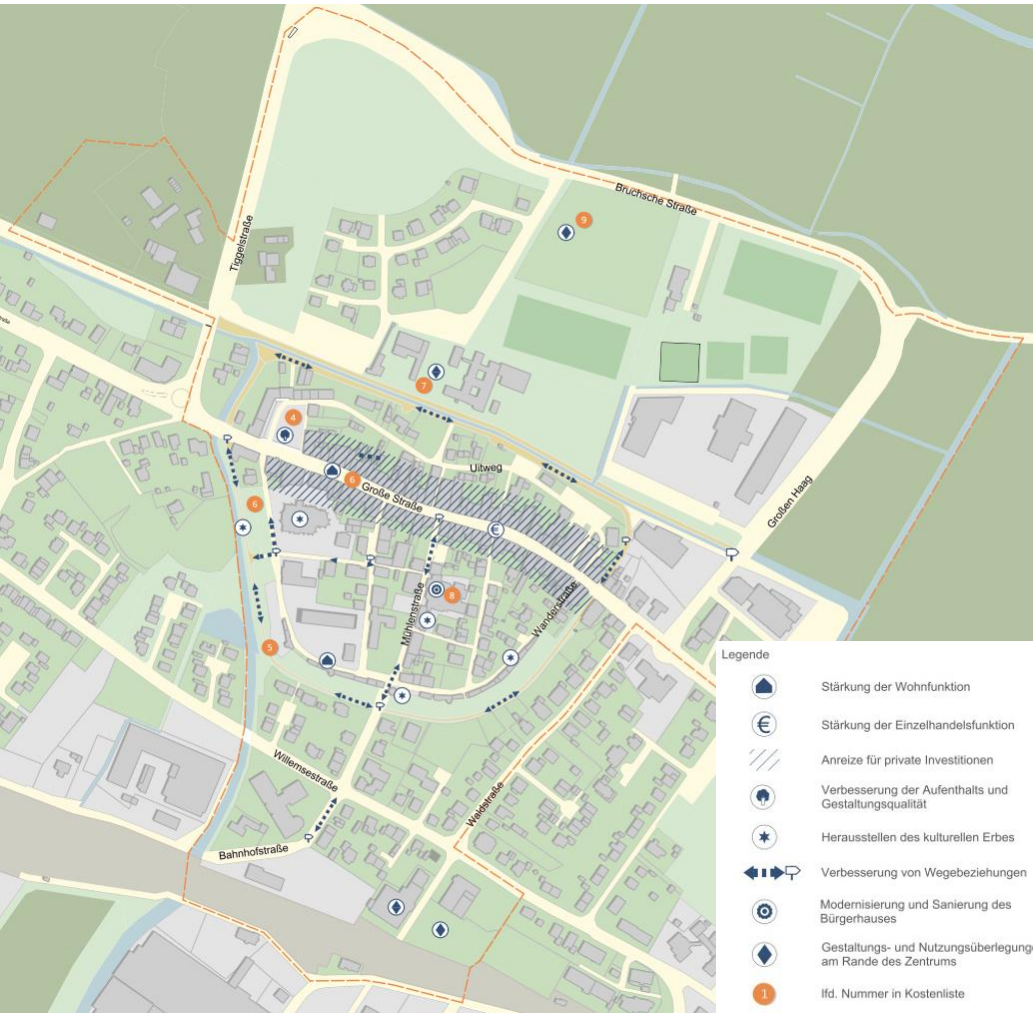 Bruchsche Straße
9
Tiggelstraße
7
4
Uitweg
6
Große Straße
€
6
Großen Haag
8
Mühlenstraße
Wanderstraße
5
Willemsestraße
Waldstraße
Bahnhofstraße
Legende
Stärkung der Wohnfunktion
€
Stärkung der Einzelhandelsfunktion
Anreize für private Investitionen
Verbesserung der Aufenthalts und
Gestaltungsqualität
Herausstellen des kulturellen Erbes
Verbesserung von Wegebeziehungen
Modernisierung und Sanierung des
Bürgerhauses
Gestaltungs- und Nutzungsüberlegung
am Rande des Zentrums
1
lfd. Nummer in Kostenliste